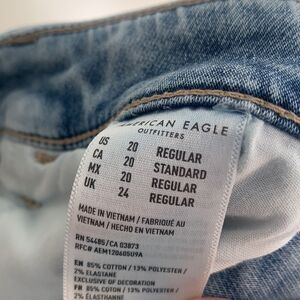 AMERICAN EAGLE
OUTFITTERS
US 20 REGULAR
CA 20 STANDARD
MX 20 REGULAR
UK 24 REGULAR
MADE IN VIETNAM / FABRIQUÉ AU
VIETNAM / HECHO EN VIETNAM
RN 54485/CA 03873
RFC# AEM120605U9A
EN 85% COTTON / 13% POLYESTER /
2% ELASTANE
EXCLUSIVE OF DECORATION
FR 85% COTON / 13% POLYESTER /
2% ÉLASTHANNE